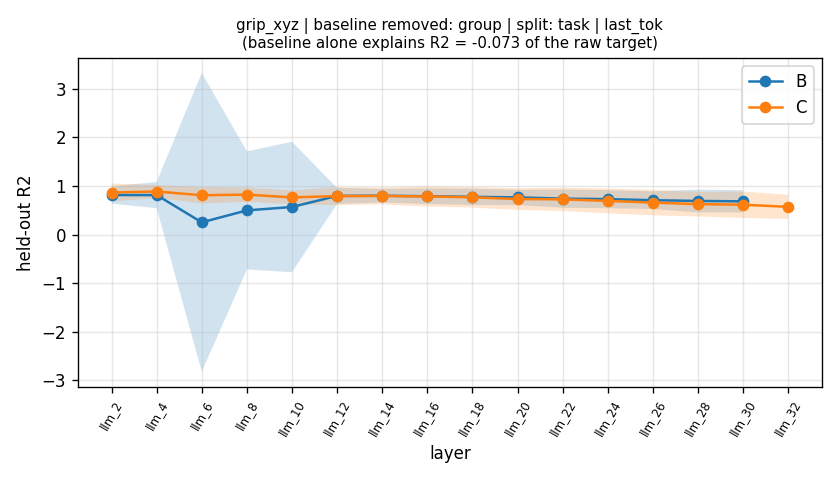 grip_xyz | baseline removed: group | split: task | last_tok
(baseline alone explains R2 = -0.073 of the raw target)
B
C
held-out R2
3
2
1
0
−1
−2
−3
llm_2
llm_4
llm_6
llm_8
llm_10
llm_12
llm_14
llm_16
llm_18
llm_20
llm_22
llm_24
llm_26
llm_28
llm_30
llm_32
layer